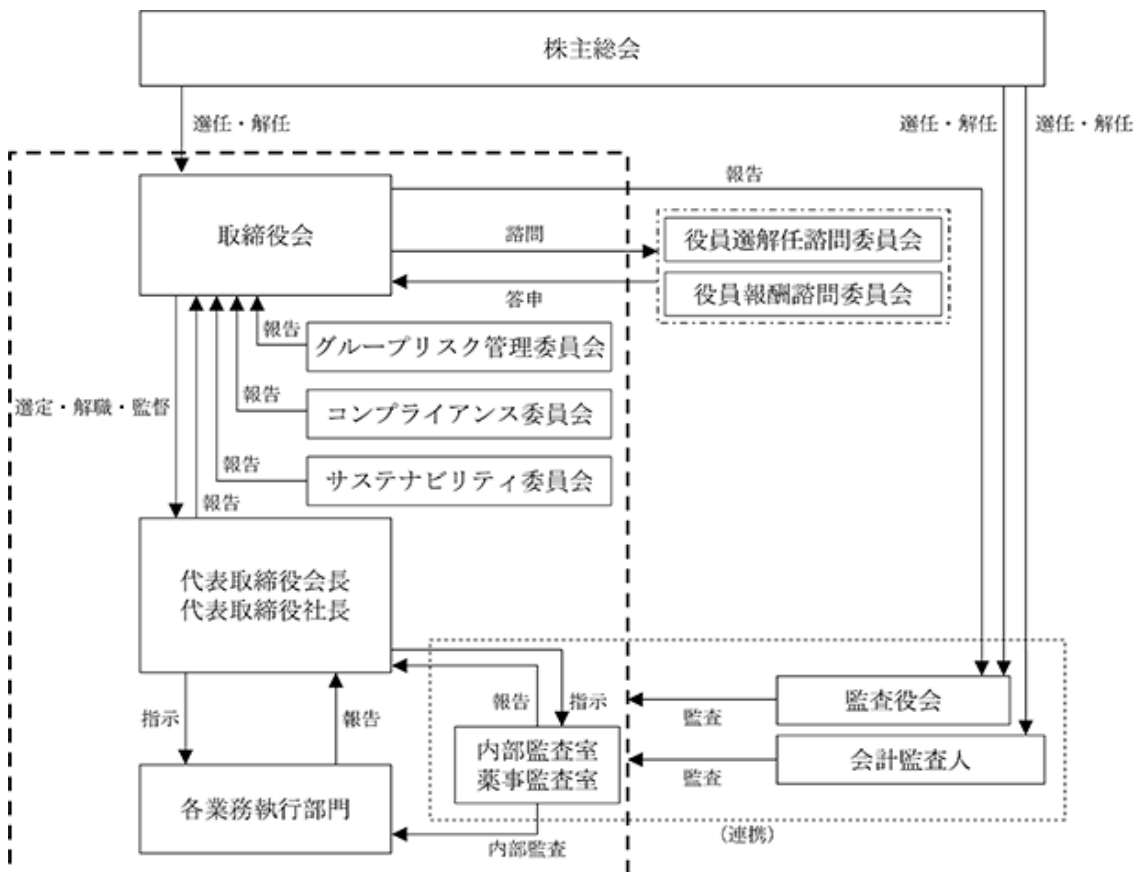 株主総会
選任・解任
選任・解任
選任・解任
報告
取締役会
諮問
役員選解任諮問委員会
答申
役員報酬諮問委員会
報告
グループリスク管理委員会
選定・解職・監督
報告
コンプライアンス委員会
報告
サステナビリティ委員会
報告
代表取締役会長
代表取締役社長
指示
報告
報告
指示
監査
監査役会
内部監査室
薬事監査室
監査
会計監査人
各業務執行部門
内部監査
(連携)